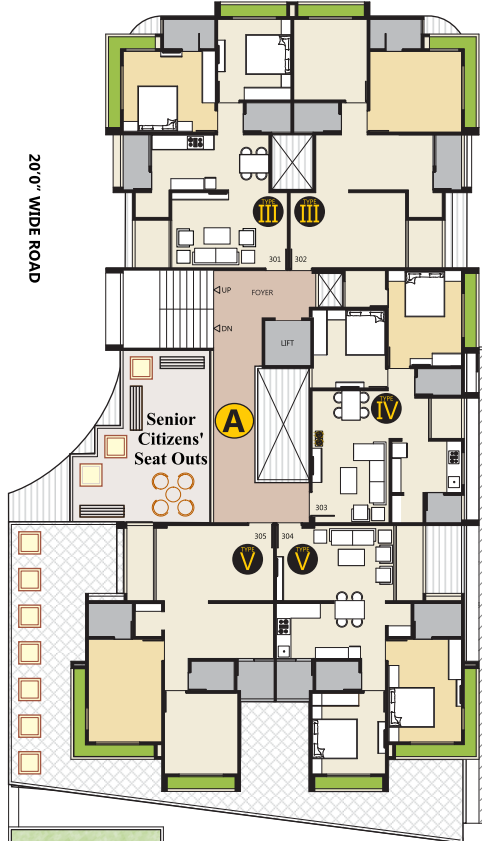 20'0" WIDE ROAD
TYPE
III
TYPE
III
301
302
UP
FOYER
DN
LIFT
TYPE
IV
A
Senior
Citizens'
Seat Outs
303
305
304
TYPE
V
TYPE
V